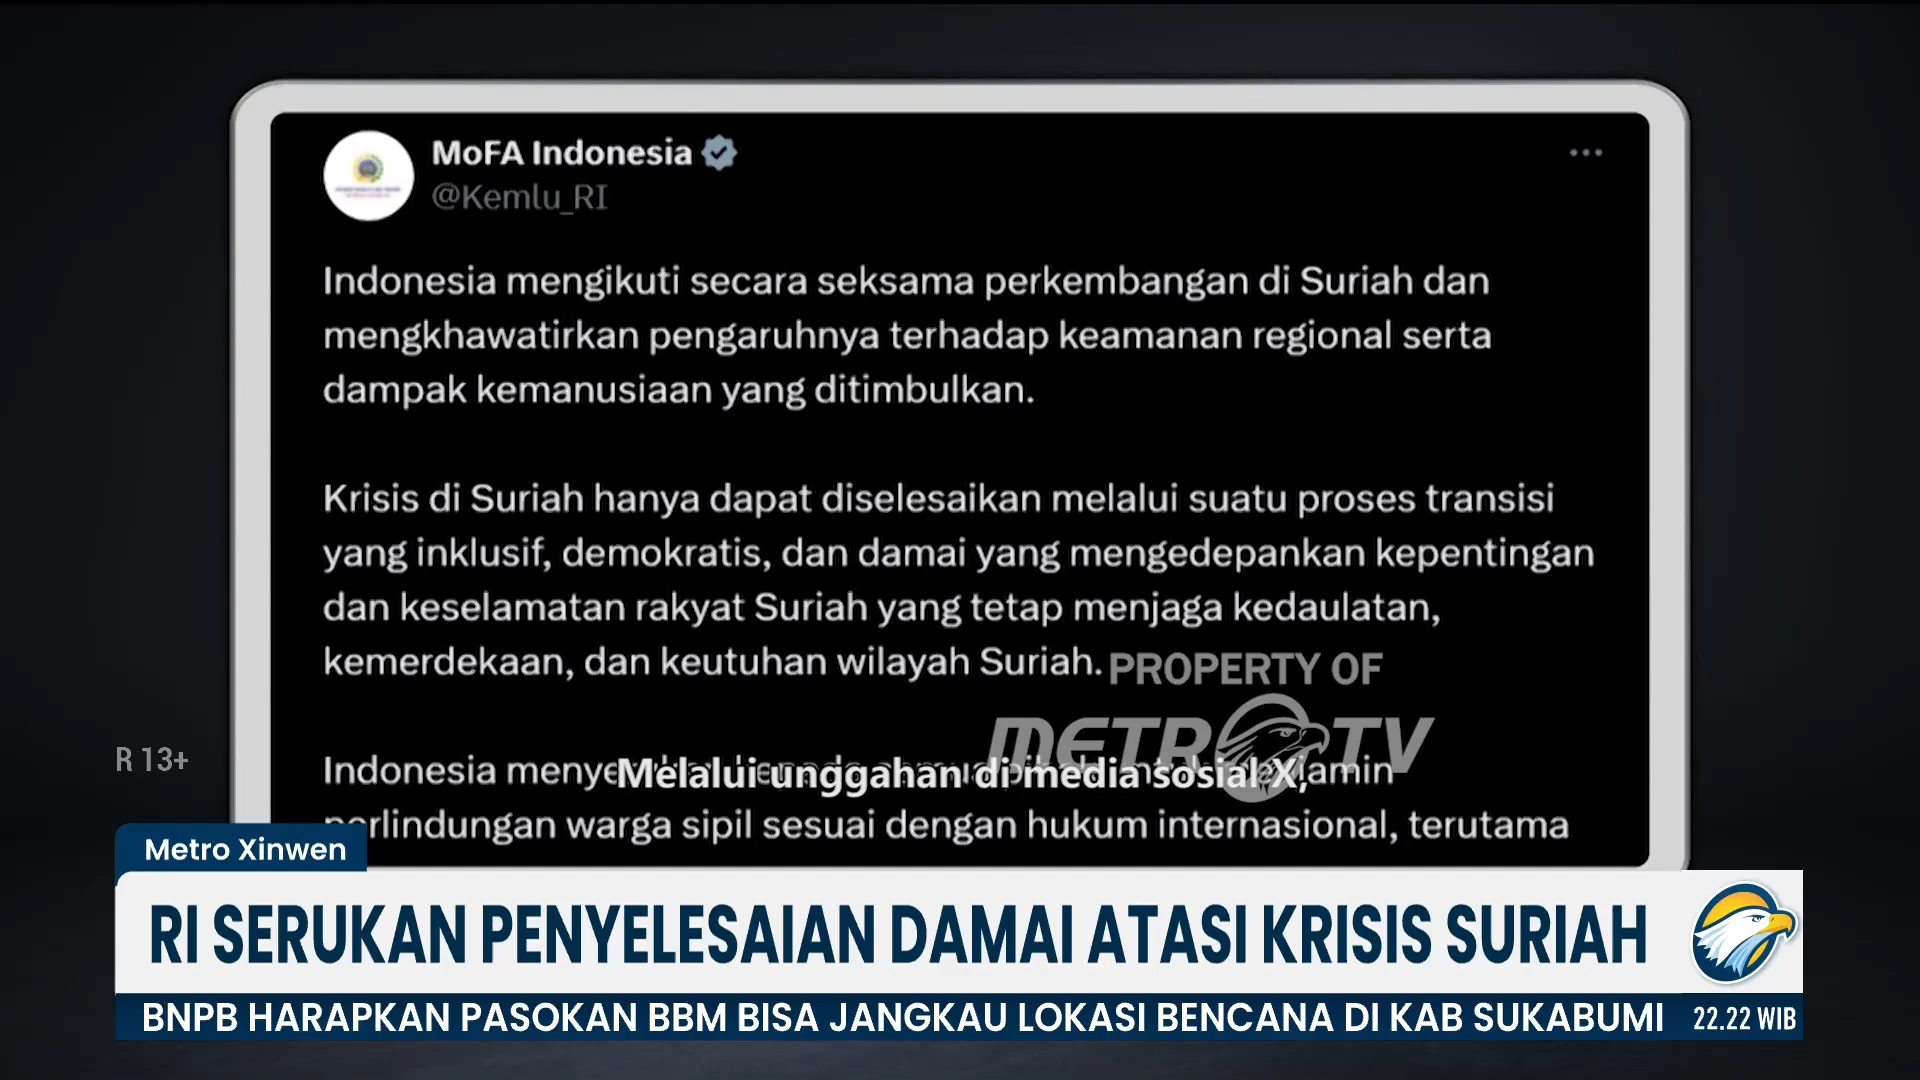 MoFA Indonesia
@Kemlu_RI
Indonesia mengikuti secara seksama perkembangan di Suriah dan
mengkhawatirkan pengaruhnya terhadap keamanan regional serta
dampak kemanusiaan yang ditimbulkan.
Krisis di Suriah hanya dapat diselesaikan melalui suatu proses transisi
yang inklusif, demokratis, dan damai yang mengedepankan kepentingan
dan keselamatan rakyat Suriah yang tetap menjaga kedaulatan,
kemerdekaan, dan keutuhan wilayah Suriah.
PROPERTY OF
METRO TV
R 13+
Indonesia
Melalui unggahan di media sosial X,
perlindungan warga sipil sesuai dengan hukum internasional, terutama
Metro Xinwen
RI SERUKAN PENYELESAIAN DAMAI ATASI KRISIS SURIAH
BNPB HARAPKAN PASOKAN BBM BISA JANGKAU LOKASI BENCANA DI KAB SUKABUMI
22.22 WIB